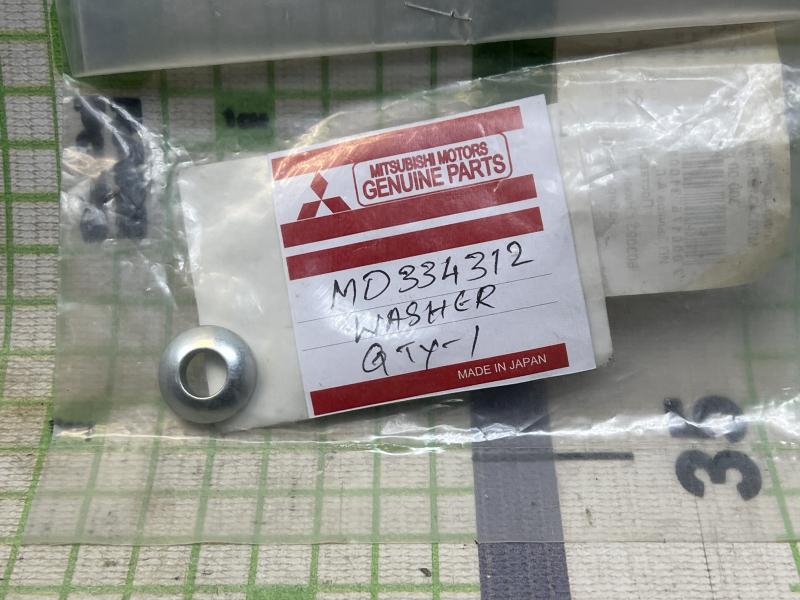 MITSUBISHI MOTORS
GENUINE PARTS
MD334312
WASHER
QTY-1
MADE IN JAPAN
35